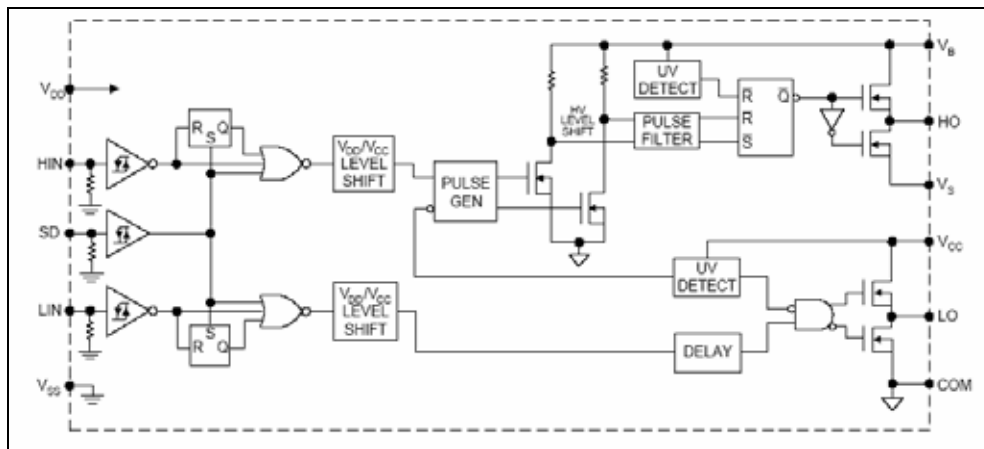 V_DD
HIN
SD
LIN
V_SS
R
S
Q
S
R
Q
V_DD/V_CC
LEVEL
SHIFT
V_DD/V_CC
LEVEL
SHIFT
PULSE
GEN
HV
LEVEL
SHIFT
UV
DETECT
PULSE
FILTER
R̅
R̅
S̅
Q̅
UV
DETECT
DELAY
V_B
HO
V_S
V_CC
LO
COM